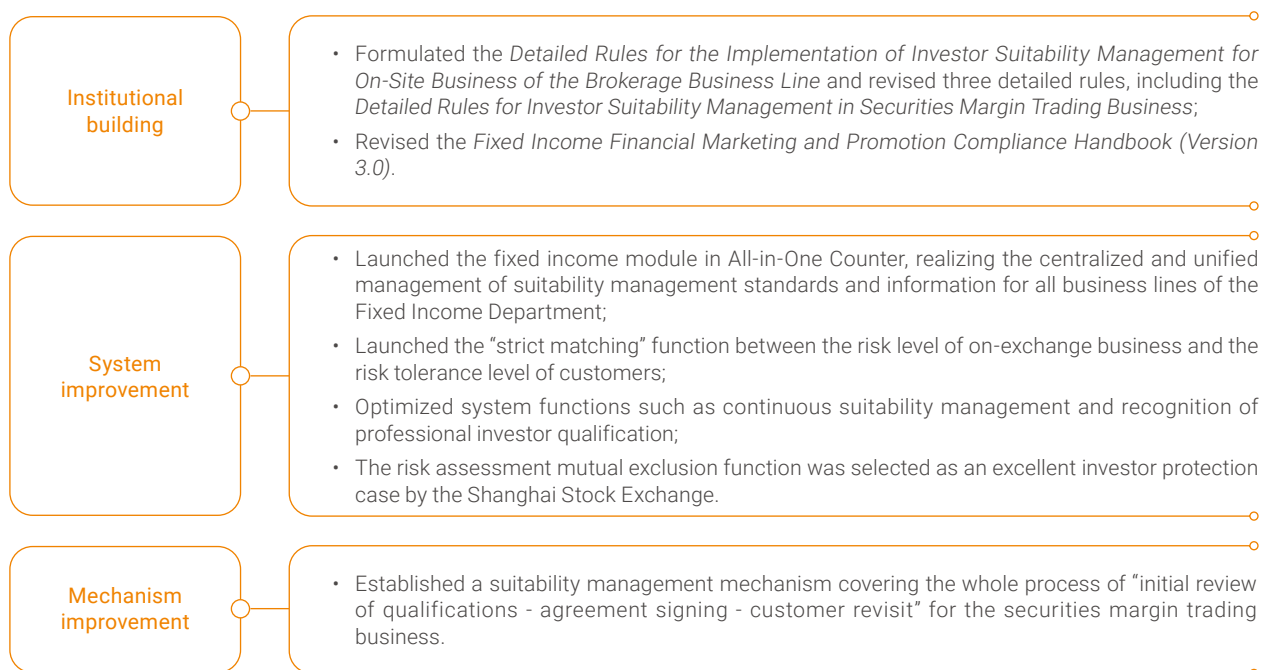 Institutional
building
• Formulated the Detailed Rules for the Implementation of Investor Suitability Management for
On-Site Business of the Brokerage Business Line and revised three detailed rules, including the
Detailed Rules for Investor Suitability Management in Securities Margin Trading Business;
• Revised the Fixed Income Financial Marketing and Promotion Compliance Handbook (Version
3.0).
System
improvement
• Launched the fixed income module in All-in-One Counter, realizing the centralized and unified
management of suitability management standards and information for all business lines of the
Fixed Income Department;
• Launched the “strict matching” function between the risk level of on-exchange business and the
risk tolerance level of customers;
• Optimized system functions such as continuous suitability management and recognition of
professional investor qualification;
• The risk assessment mutual exclusion function was selected as an excellent investor protection
case by the Shanghai Stock Exchange.
Mechanism
improvement
• Established a suitability management mechanism covering the whole process of “initial review
of qualifications - agreement signing - customer revisit” for the securities margin trading
business.